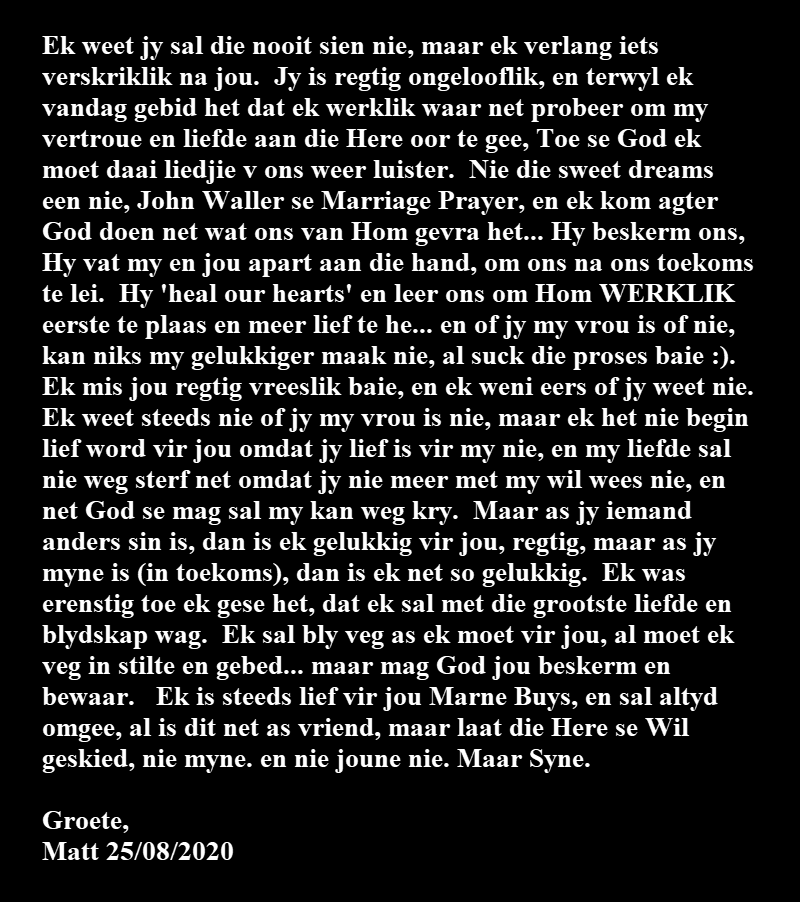 Ek weet jy sal die nooit sien nie, maar ek verlang iets
verskriklik na jou.  Jy is regtig ongelooflik, en terwyl ek
vandag gebid het dat ek werklik waar net probeer om my
vertroue en liefde aan die Here oor te gee, Toe se God ek
moet daai liedjie v ons weer luister.  Nie die sweet dreams
een nie, John Waller se Marriage Prayer, en ek kom agter
God doen net wat ons van Hom gevra het... Hy beskerm ons,
Hy vat my en jou apart aan die hand, om ons na ons toekoms
te lei.  Hy 'heal our hearts' en leer ons om Hom WERKLIK
eerste te plaas en meer lief te he... en of jy my vrou is of nie,
kan niks my gelukkiger maak nie, al suck die proses baie :).
Ek mis jou regtig vreeslik baie, en ek weni eers of jy weet nie.
Ek weet steeds nie of jy my vrou is nie, maar ek het nie begin
lief word vir jou omdat jy lief is vir my nie, en my liefde sal
nie weg sterf net omdat jy nie meer met my wil wees nie, en
net God se mag sal my kan weg kry.  Maar as jy iemand
anders sin is, dan is ek gelukkig vir jou, regtig, maar as jy
myne is (in toekoms), dan is ek net so gelukkig.  Ek was
erenstig toe ek gese het, dat ek sal met die grootste liefde en
blydskap wag.  Ek sal bly veg as ek moet vir jou, al moet ek
veg in stilte en gebed... maar mag God jou beskerm en
bewaar.   Ek is steeds lief vir jou Marne Buys, en sal altyd
omgee, al is dit net as vriend, maar laat die Here se Wil
geskied, nie myne. en nie joune nie. Maar Syne.

Groete,
Matt 25/08/2020